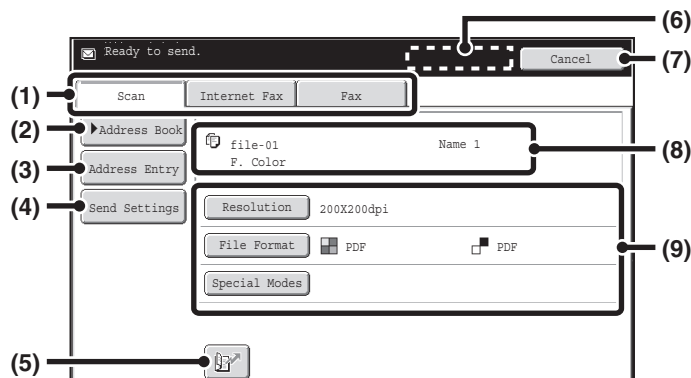 (6)
Ready to send.
Cancel
(7)
(1)
Scan
Internet Fax
Fax
(2)
Address Book
file-01
Name 1
F. Color
(8)
(3)
Address Entry
(4)
Send Settings
Resolution
200X200dpi
File Format
PDF
PDF
(9)
Special Modes
(5)